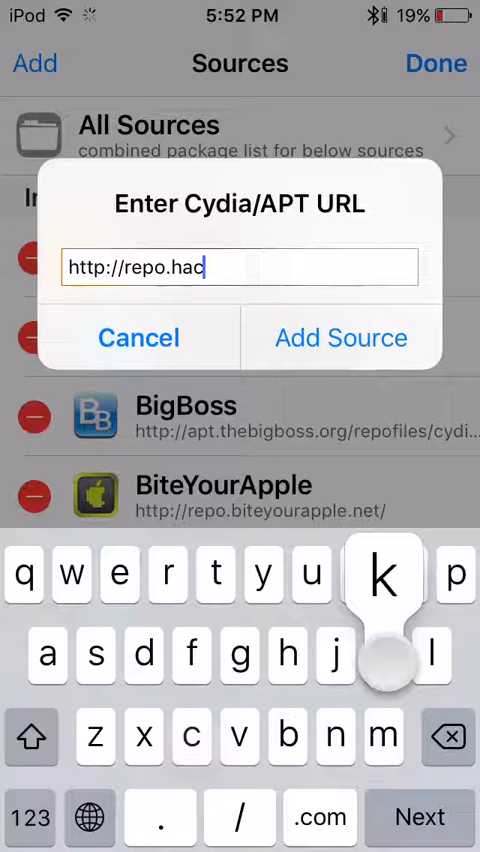 iPod 5:52 PM 19%
Add Sources Done
All Sources
combined package list for below sources
Enter Cydia/APT URL
http://repo.hac
Cancel Add Source
BigBoss
http://apt.thebigboss.org/repofiles/cydi...
BiteYourApple
http://repo.biteyourapple.net/
q w e r t y u k p
a s d f g h j l
z x c v b n m
123 . / .com Next